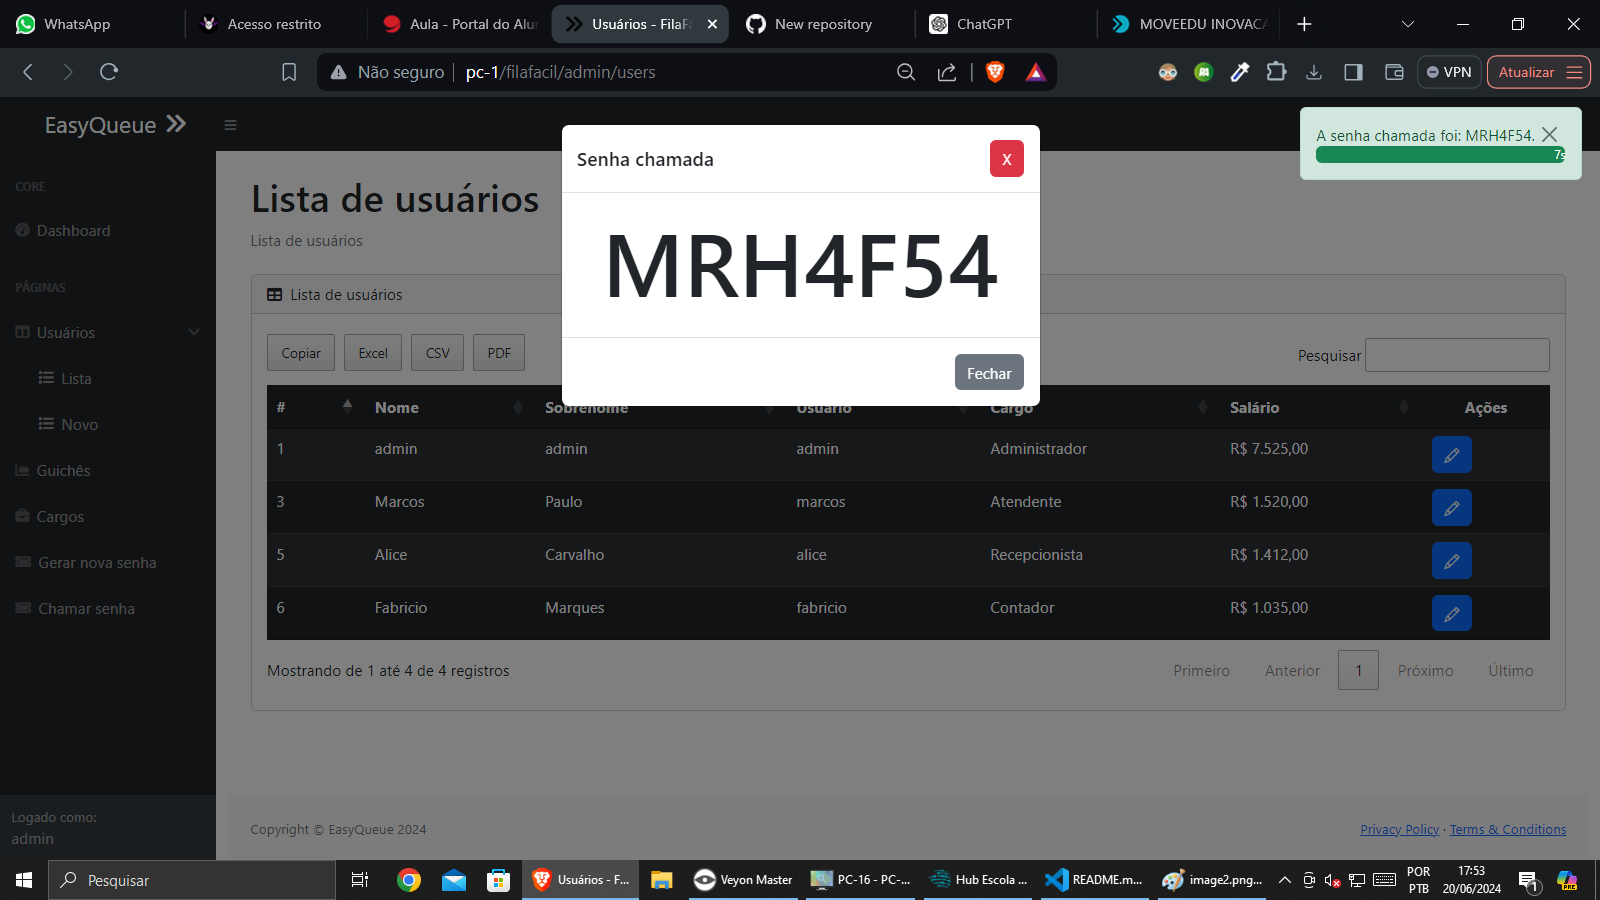 WhatsApp
Acesso restrito
Aula - Portal do Alun
Usuários - FilaFá
New repository
ChatGPT
MOVEEDU INOVACA
Não seguro
pc-1/filafacil/admin/users
VPN
Atualizar
EasyQueue
A senha chamada foi: MRH4F54.
7s
Senha chamada
X
MRH4F54
Fechar
CORE
Dashboard
PÁGINAS
Usuários
Lista
Novo
Guichês
Cargos
Gerar nova senha
Chamar senha
Logado como:
admin
Lista de usuários
Lista de usuários
Lista de usuários
Copiar Excel CSV PDF
Pesquisar
# Nome Sobrenome Usuário Cargo Salário Ações
1 admin admin admin Administrador R$ 7.525,00
3 Marcos Paulo marcos Atendente R$ 1.520,00
5 Alice Carvalho alice Recepcionista R$ 1.412,00
6 Fabricio Marques fabricio Contador R$ 1.035,00
Mostrando de 1 até 4 de 4 registros
Primeiro Anterior 1 Próximo Último
Copyright © EasyQueue 2024
Privacy Policy · Terms & Conditions
Pesquisar
Usuários - F...
Veyon Master
PC-16 - PC-...
Hub Escola ...
README.m...
image2.png...
POR
PTB
17:53
20/06/2024
1
PRE